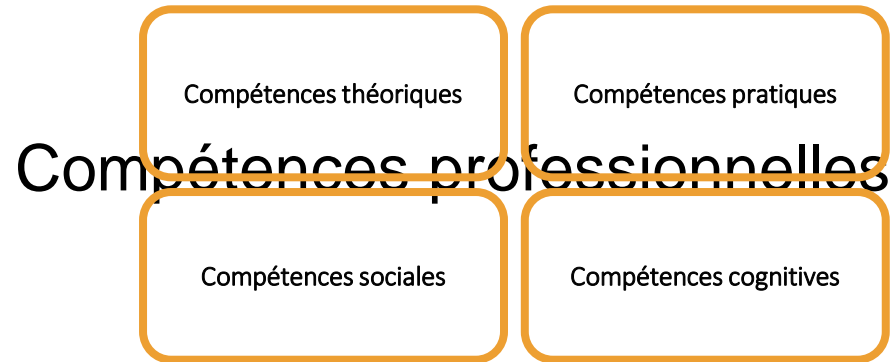 Compétences théoriques
Compétences pratiques
Compétences professionnelles
Compétences sociales
Compétences cognitives